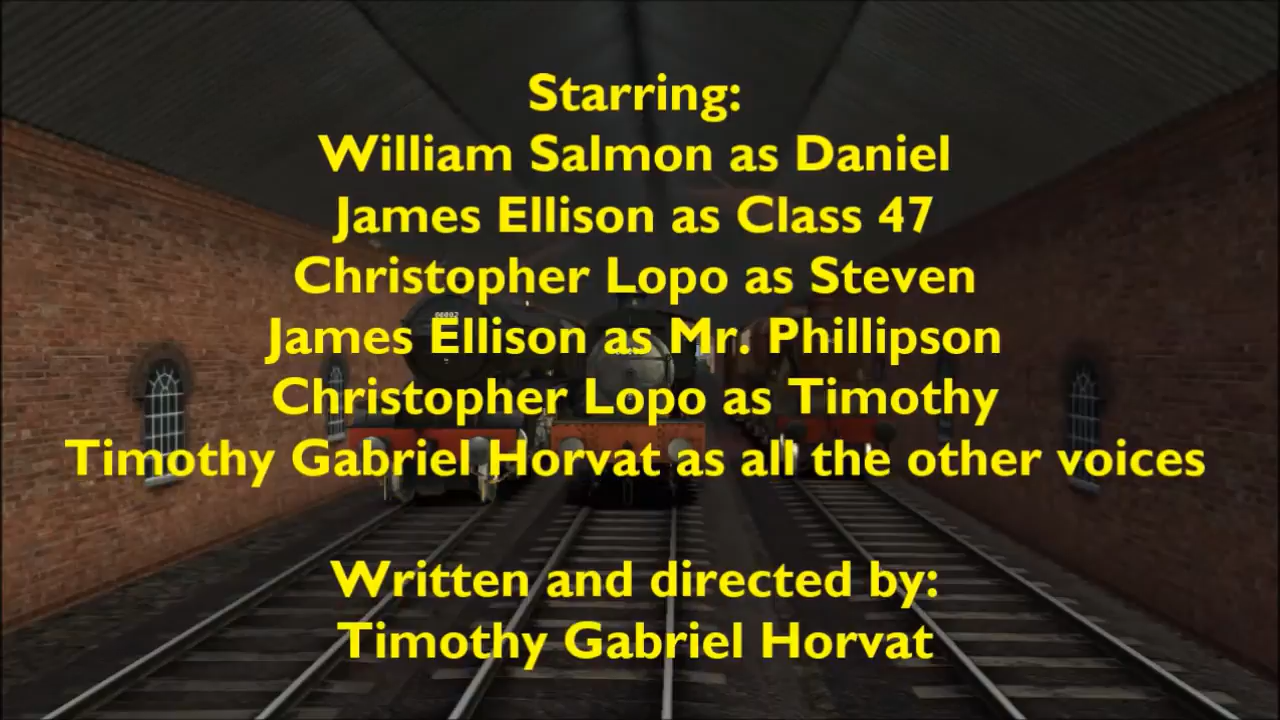 Starring:
William Salmon as Daniel
James Ellison as Class 47
Christopher Lopo as Steven
James Ellison as Mr. Phillipson
Christopher Lopo as Timothy
Timothy Gabriel Horvat as all the other voices
Written and directed by:
Timothy Gabriel Horvat